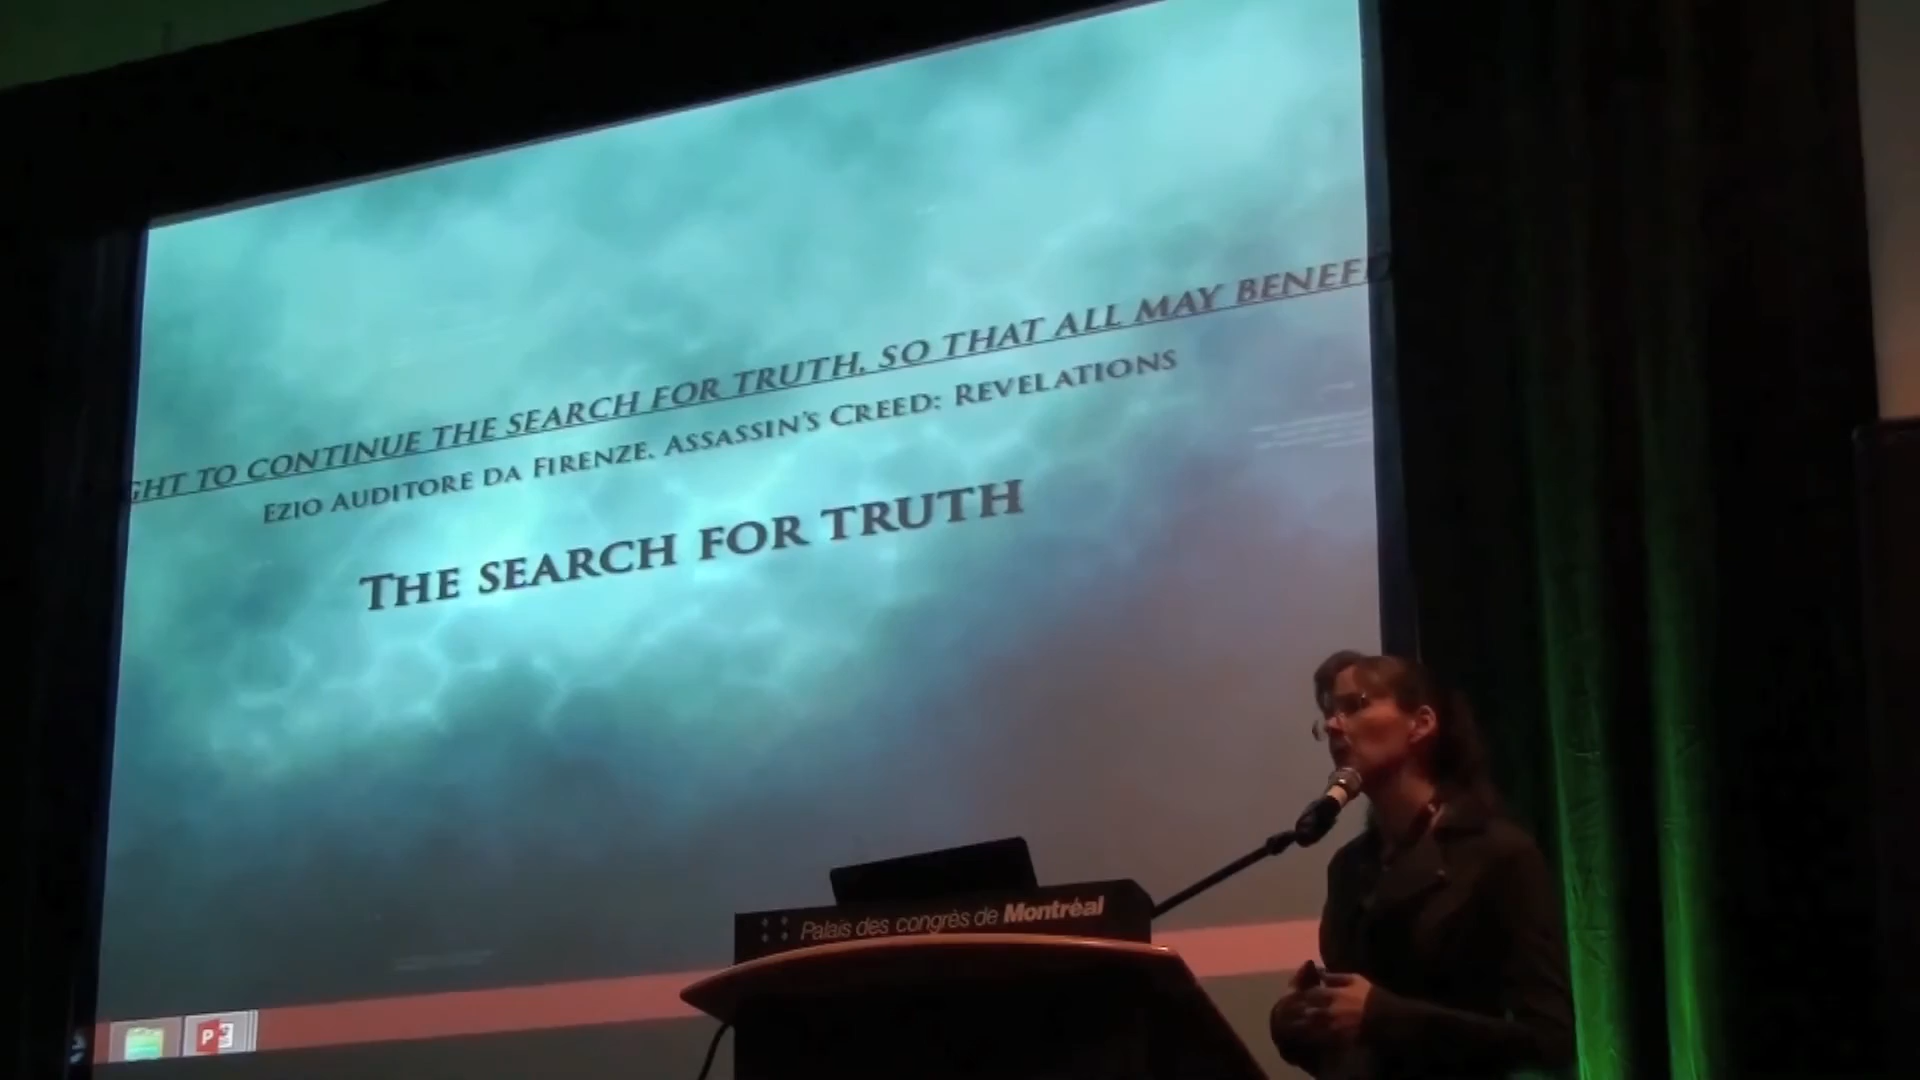 GHT TO CONTINUE THE SEARCH FOR TRUTH, SO THAT ALL MAY BENEFI
EZIO AUDITORE DA FIRENZE, ASSASSIN'S CREED: REVELATIONS
THE SEARCH FOR TRUTH
Palais des congrès de Montréal
P